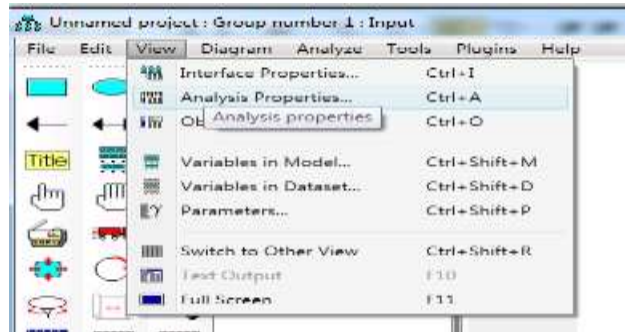 Unnamed project : Group number 1 : Input
File Edit View Diagram Analyze Tools Plugins Help
Interface Properties... Ctrl+I
Analysis Properties... Ctrl+A
Ob Analysis properties Ctrl+O
Title
Variables in Model... Ctrl+Shift+M
Variables in Dataset... Ctrl+Shift+D
Parameters... Ctrl+Shift+P
Switch to Other View Ctrl+Shift+R
Text Output F10
Full Screen F11